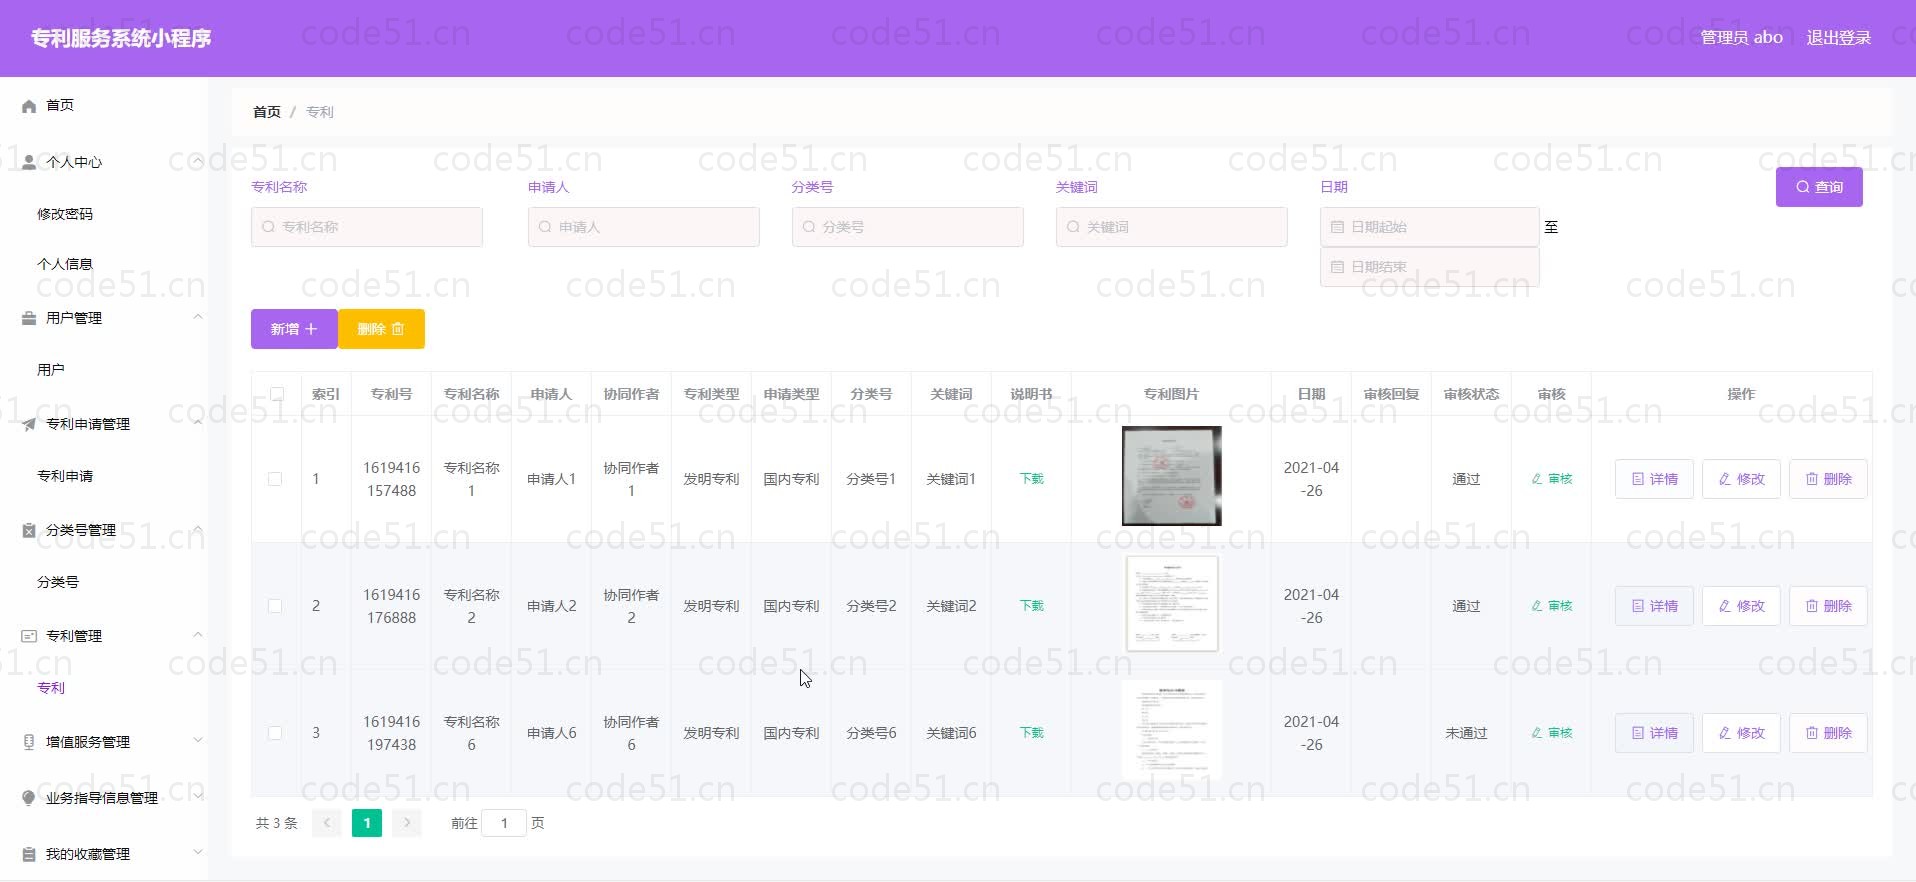 专利服务系统小程序
管理员 abo 退出登录
首页
个人中心
修改密码
个人信息
用户管理
用户
专利申请管理
专利申请
分类号管理
分类号
专利管理
专利
增值服务管理
业务指导信息管理
我的收藏管理
首页 / 专利
专利名称 申请人 分类号 关键词 日期 查询
专利名称 申请人 分类号 关键词 日期起始 至
日期结束
新增 删除
索引 专利号 专利名称 申请人 协同作者 专利类型 申请类型 分类号 关键词 说明书 专利图片 日期 审核回复 审核状态 审核 操作
1 1619416157488 专利名称1 申请人1 协同作者1 发明专利 国内专利 分类号1 关键词1 下载 2021-04-26 通过 审核 详情 修改 删除
2 1619416176888 专利名称2 申请人2 协同作者2 发明专利 国内专利 分类号2 关键词2 下载 2021-04-26 通过 审核 详情 修改 删除
3 1619416197438 专利名称6 申请人6 协同作者6 发明专利 国内专利 分类号6 关键词6 下载 2021-04-26 未通过 审核 详情 修改 删除
共 3 条 1 前往 1 页
code51.cn